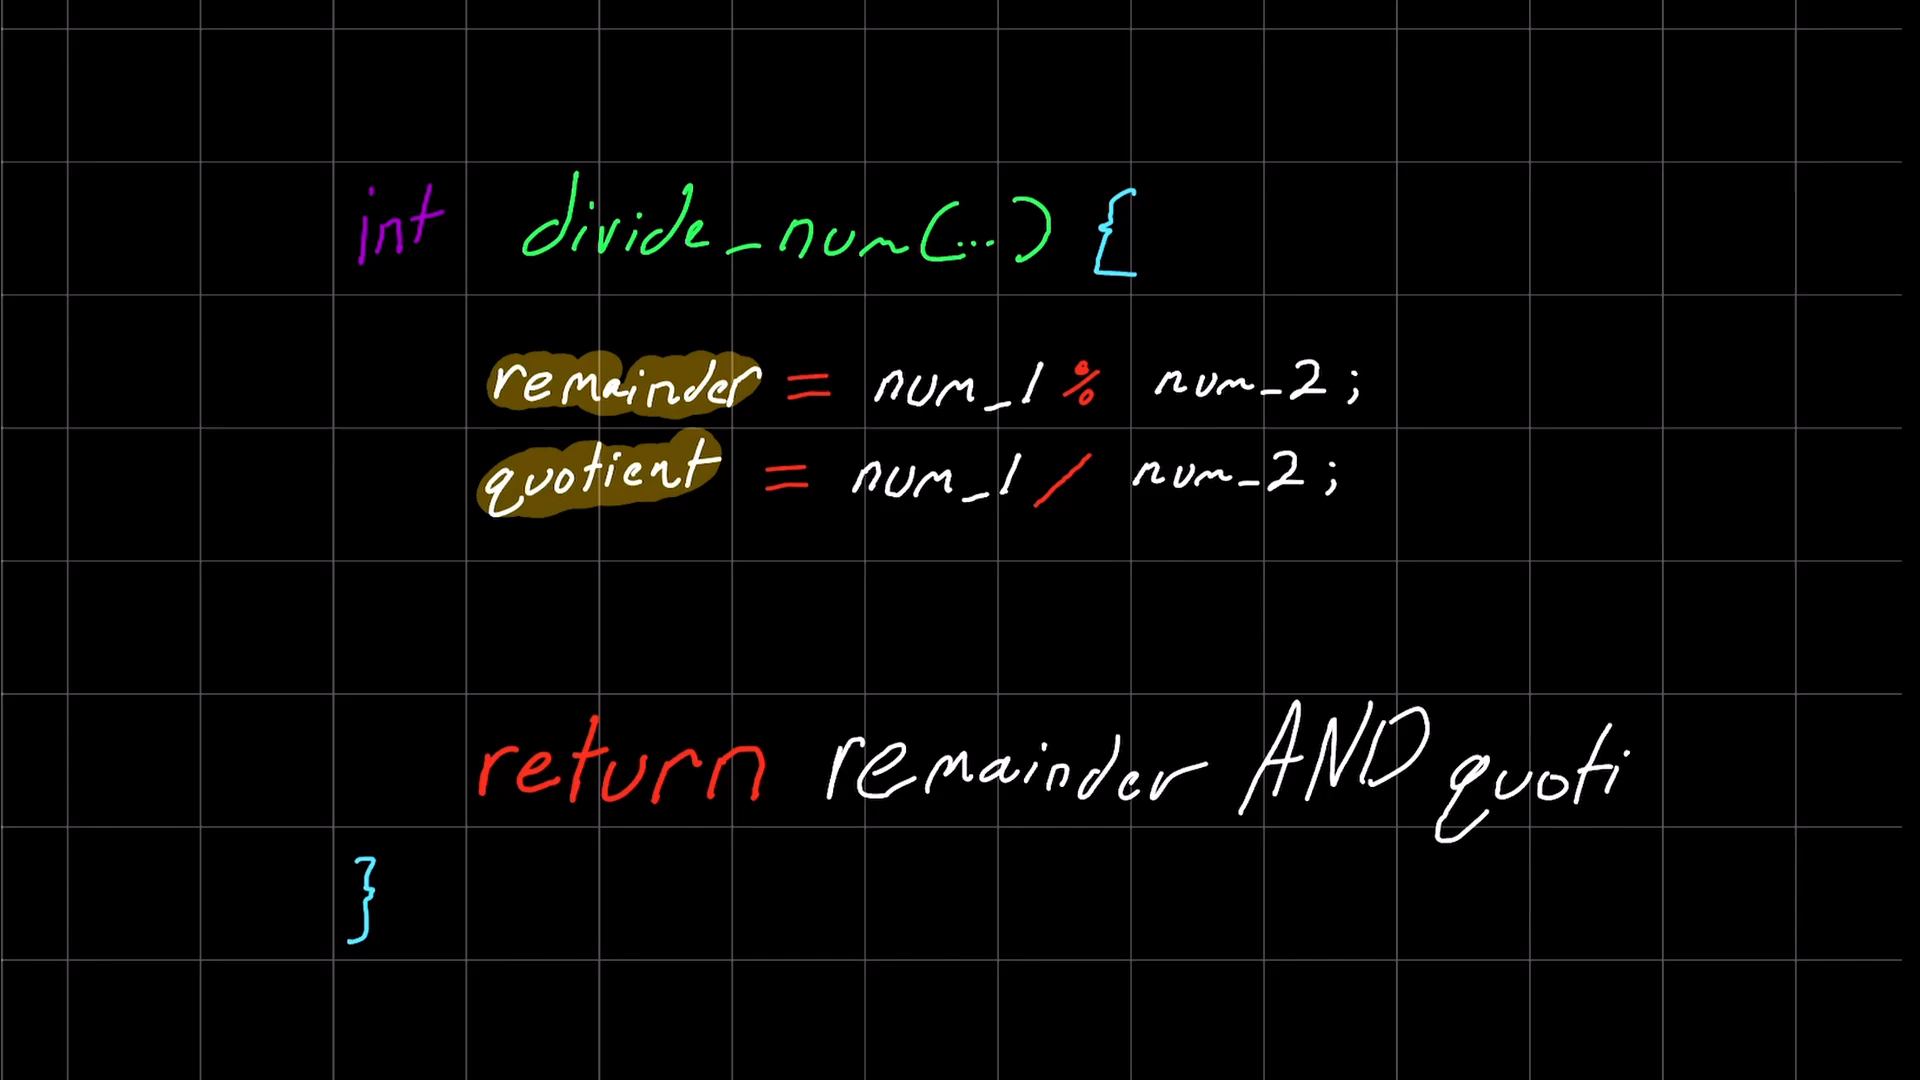 int divide_num(...) {
remainder = num_1 % num_2;
quotient = num_1 / num_2;
return remainder AND quoti
}